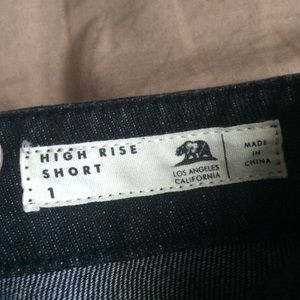 HIGH RISE
SHORT
1
LOS ANGELES
CALIFORNIA
MADE
IN
CHINA